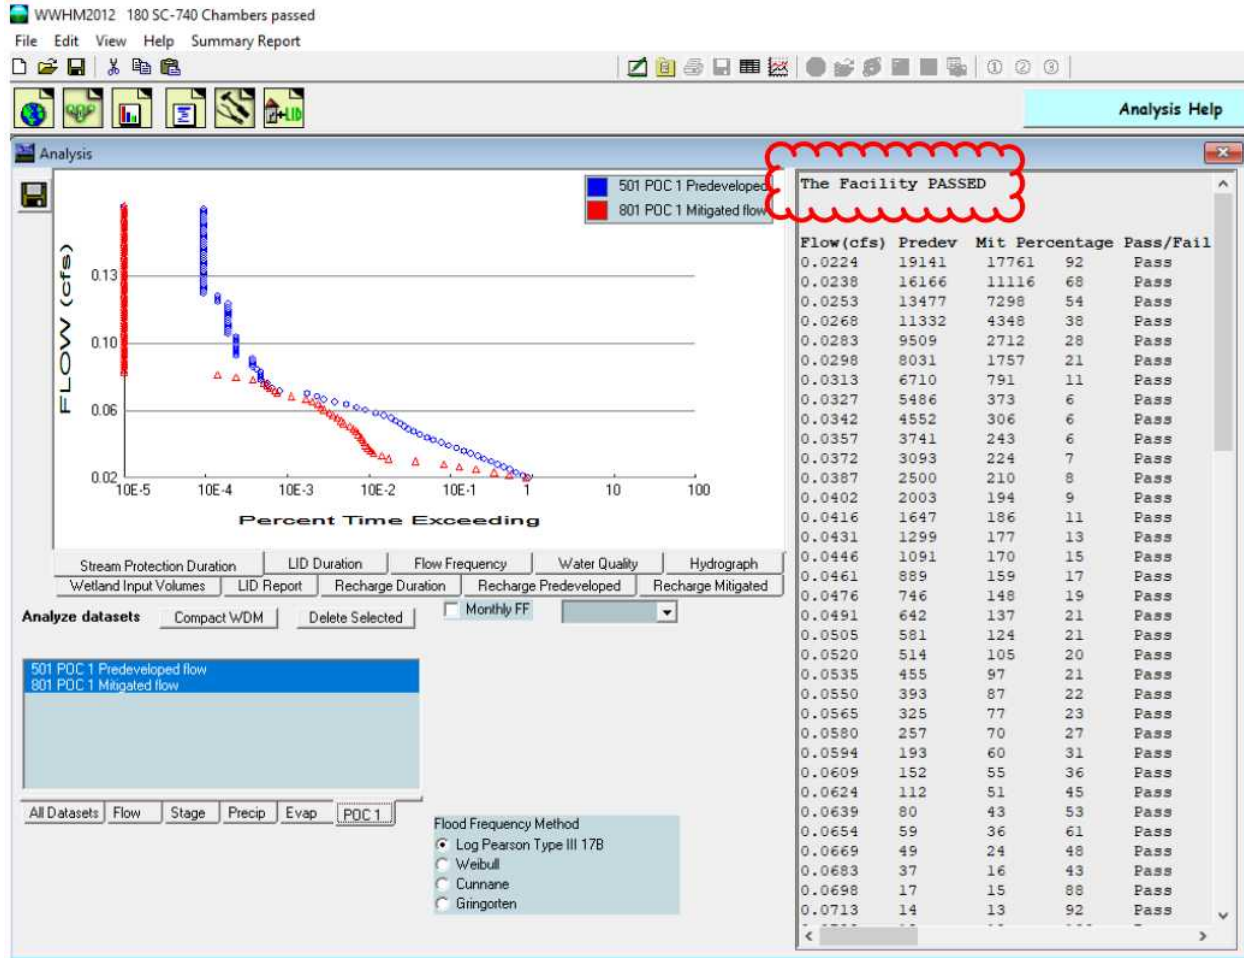 WWHM2012 180 SC-740 Chambers passed
File Edit View Help Summary Report
Analysis Help
Analysis
501 POC 1 Predeveloped
801 POC 1 Mitigated flow
FLOW (cfs)
0.13
0.10
0.06
0.02
10E-5 10E-4 10E-3 10E-2 10E-1 1 10 100
Percent Time Exceeding
Stream Protection Duration LID Duration Flow Frequency Water Quality Hydrograph
Wetland Input Volumes LID Report Recharge Duration Recharge Predeveloped Recharge Mitigated
Analyze datasets Compact WDM Delete Selected Monthly FF
501 POC 1 Predeveloped flow
801 POC 1 Mitigated flow
All Datasets Flow Stage Precip Evap POC 1
Flood Frequency Method
Log Pearson Type III 17B
Weibull
Cunnane
Gringorten
The Facility PASSED
Flow(cfs) Predev Mit Percentage Pass/Fail
0.0224 19141 17761 92 Pass
0.0238 16166 11116 68 Pass
0.0253 13477 7298 54 Pass
0.0268 11332 4348 38 Pass
0.0283 9509 2712 28 Pass
0.0298 8031 1757 21 Pass
0.0313 6710 791 11 Pass
0.0327 5486 373 6 Pass
0.0342 4552 306 6 Pass
0.0357 3741 243 6 Pass
0.0372 3093 224 7 Pass
0.0387 2500 210 8 Pass
0.0402 2003 194 9 Pass
0.0416 1647 186 11 Pass
0.0431 1299 177 13 Pass
0.0446 1091 170 15 Pass
0.0461 889 159 17 Pass
0.0476 746 148 19 Pass
0.0491 642 137 21 Pass
0.0505 581 124 21 Pass
0.0520 514 105 20 Pass
0.0535 455 97 21 Pass
0.0550 393 87 22 Pass
0.0565 325 77 23 Pass
0.0580 257 70 27 Pass
0.0594 193 60 31 Pass
0.0609 152 55 36 Pass
0.0624 112 51 45 Pass
0.0639 80 43 53 Pass
0.0654 59 36 61 Pass
0.0669 49 24 48 Pass
0.0683 37 16 43 Pass
0.0698 17 15 88 Pass
0.0713 14 13 92 Pass